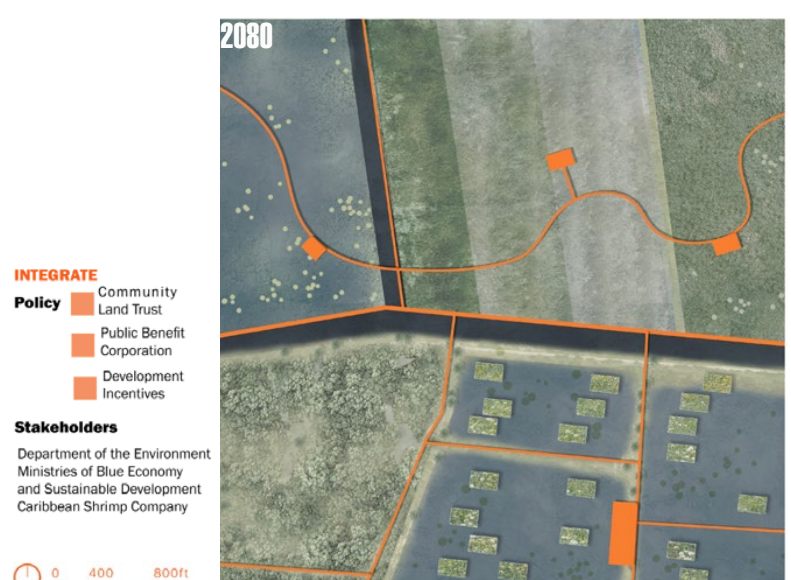 2080
INTEGRATE
Policy
Community
Land Trust
Public Benefit
Corporation
Development
Incentives
Stakeholders
Department of the Environment
Ministries of Blue Economy
and Sustainable Development
Caribbean Shrimp Company
0 400 800ft